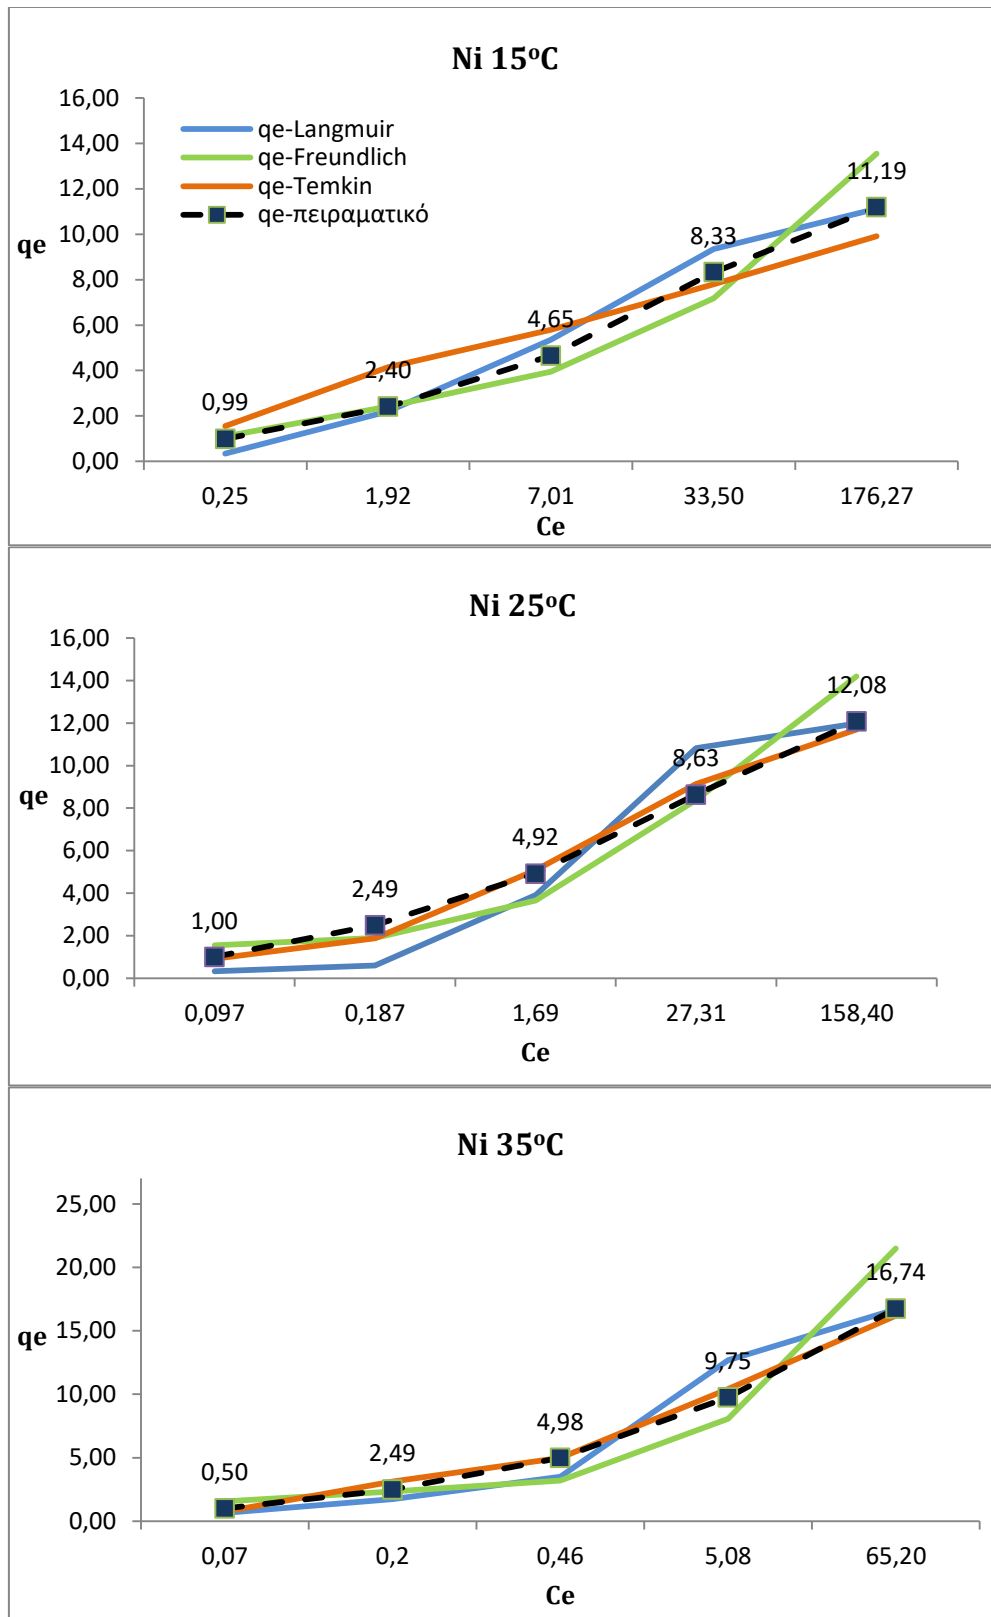 Ni 15°C
16,00
14,00
12,00
10,00
8,00
6,00
4,00
2,00
0,00
qe
qe-Langmuir
qe-Freundlich
qe-Temkin
qe-πειραματικό
0,99
2,40
4,65
8,33
11,19
0,25 1,92 7,01 33,50 176,27
Ce
Ni 25°C
16,00
14,00
12,00
10,00
8,00
6,00
4,00
2,00
0,00
qe
1,00
2,49
4,92
8,63
12,08
0,097 0,187 1,69 27,31 158,40
Ce
Ni 35°C
25,00
20,00
15,00
10,00
5,00
0,00
qe
0,50
2,49
4,98
9,75
16,74
0,07 0,2 0,46 5,08 65,20
Ce